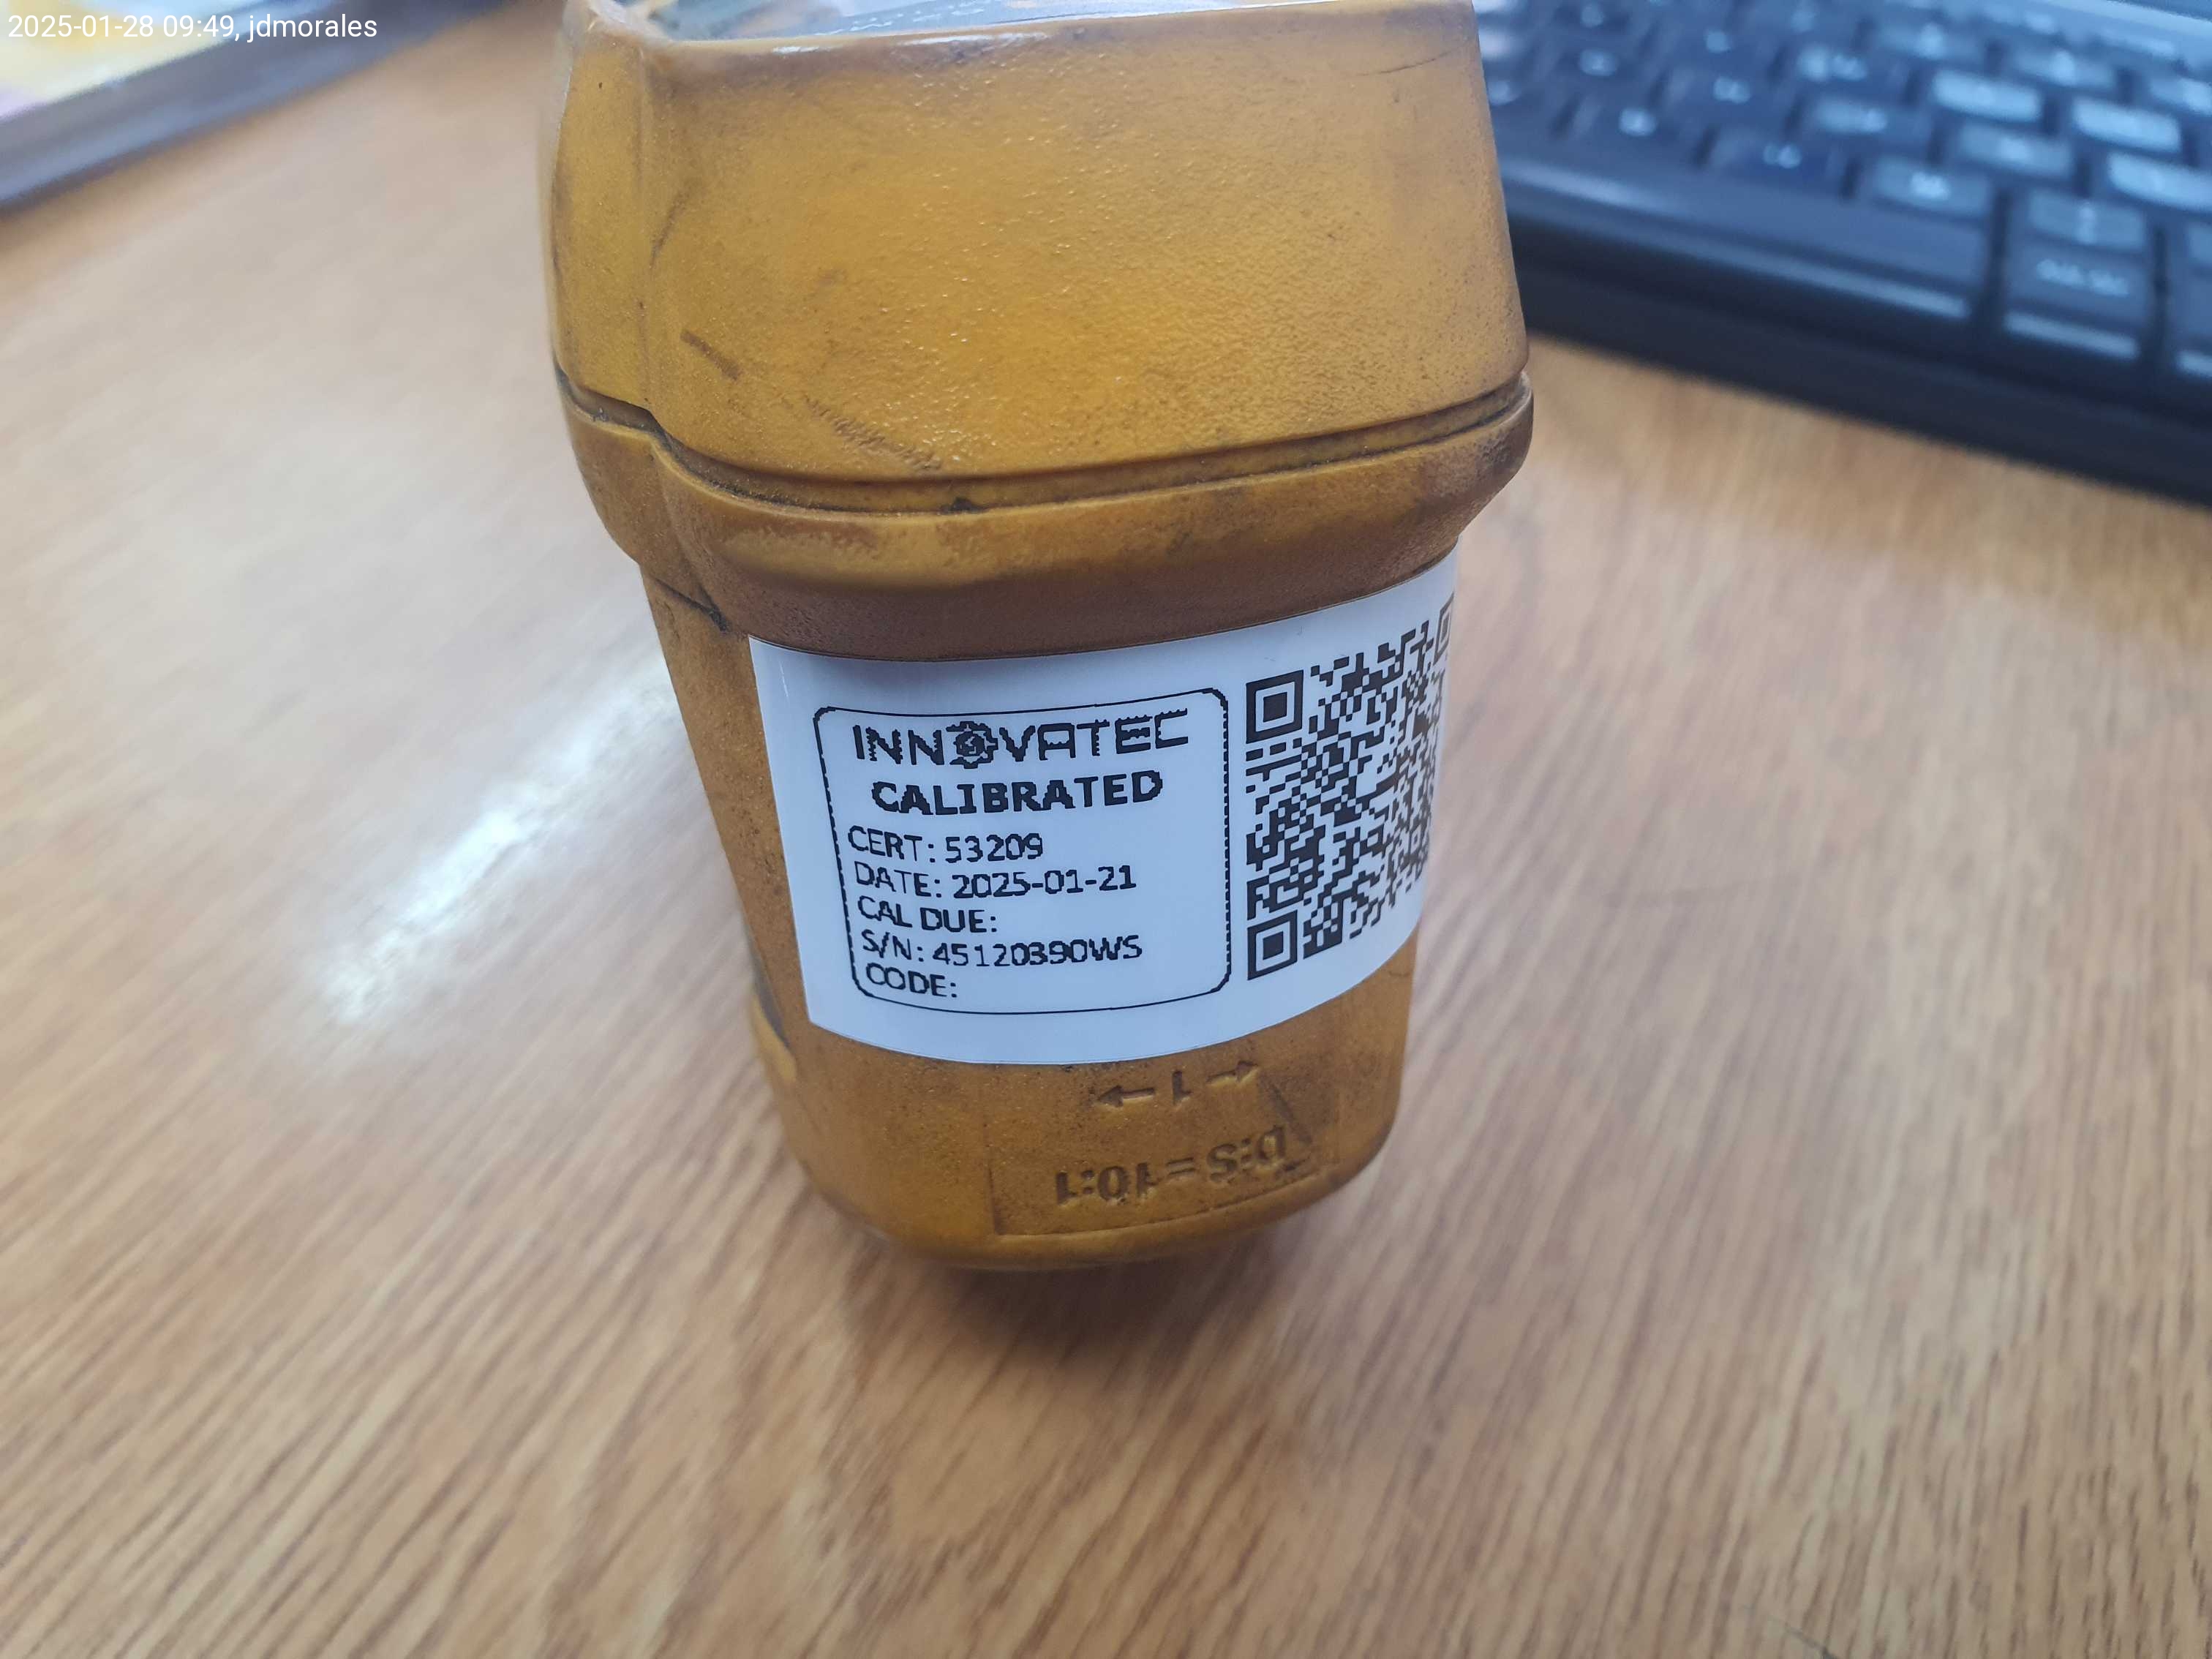 2025-01-28 09:49, jdmorales
INNOVATEC
CALIBRATED
CERT: 53209
DATE: 2025-01-21
CAL DUE:
S/N: 45120390WS
CODE:
← 1 →
D:S=10:1